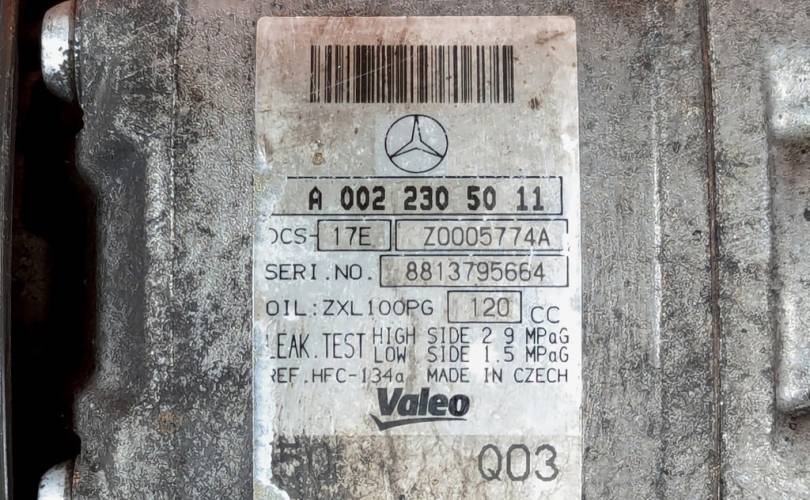 A 002 230 50 11
DCS-17E Z0005774A
SERI.NO. 8813795664
OIL:ZXL100PG 120 CC
LEAK.TEST HIGH SIDE 2 9 MPaG
LOW SIDE 1.5 MPaG
REF.HFC-134a MADE IN CZECH
Valeo
50 Q03